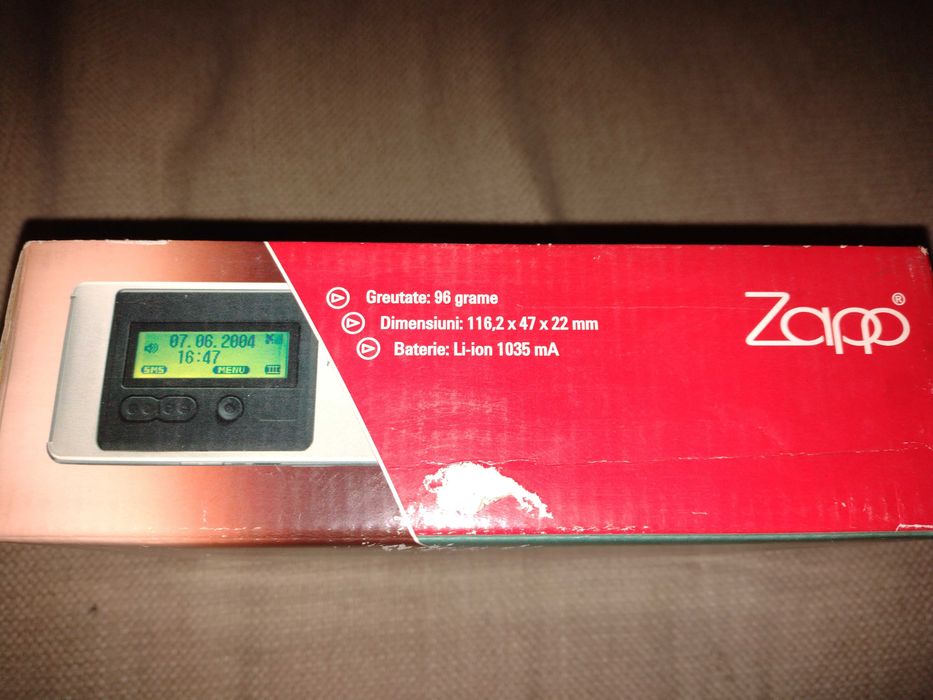 07.06.2004
16:47
SMS MENU
Greutate: 96 grame
Dimensiuni: 116,2 x 47 x 22 mm
Baterie: Li-ion 1035 mA
Zapp®